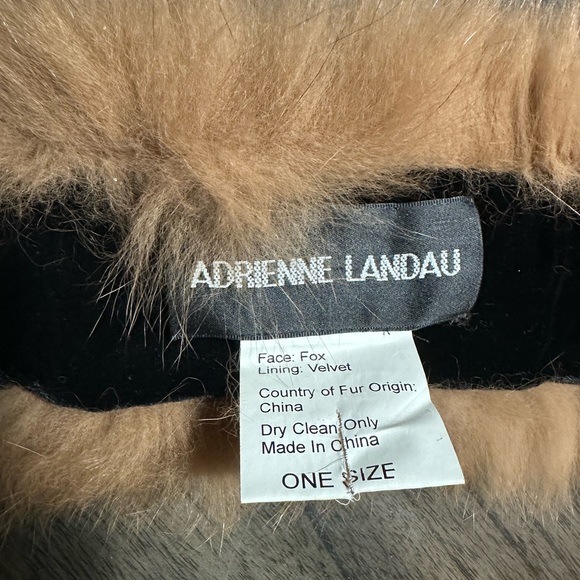 ADRIENNE LANDAU
Face: Fox
Lining: Velvet
Country of Fur Origin:
China
Dry Clean Only
Made In China
ONE SIZE